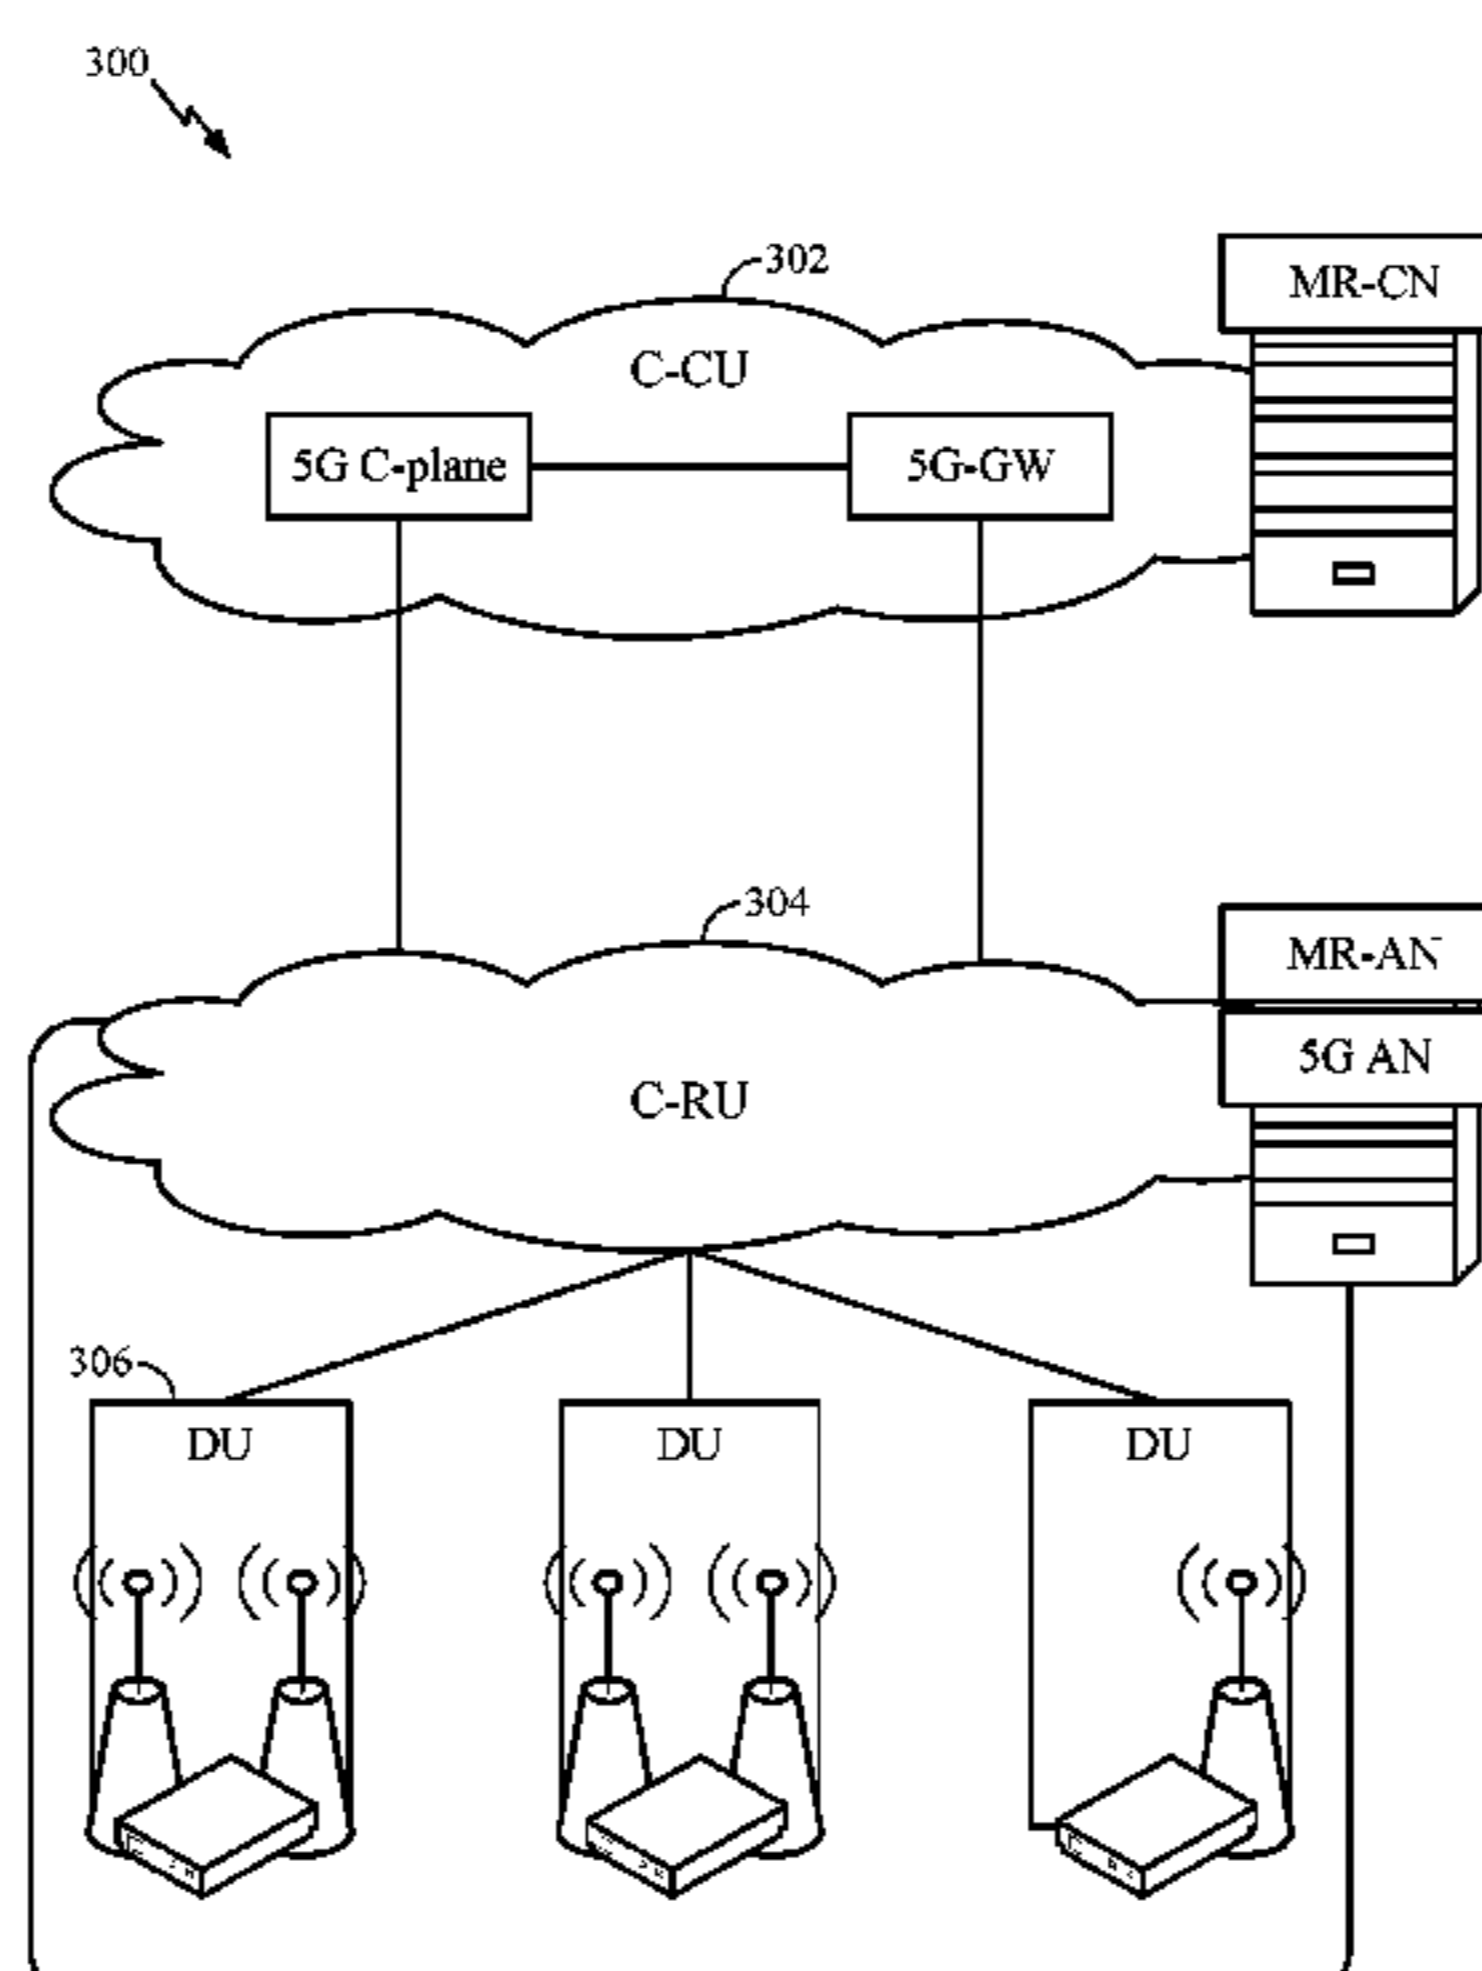 300
302
MR-CN
C-CU
5G C-plane
5G-GW
304
MR-AN
5G AN
C-RU
306
DU
DU
DU